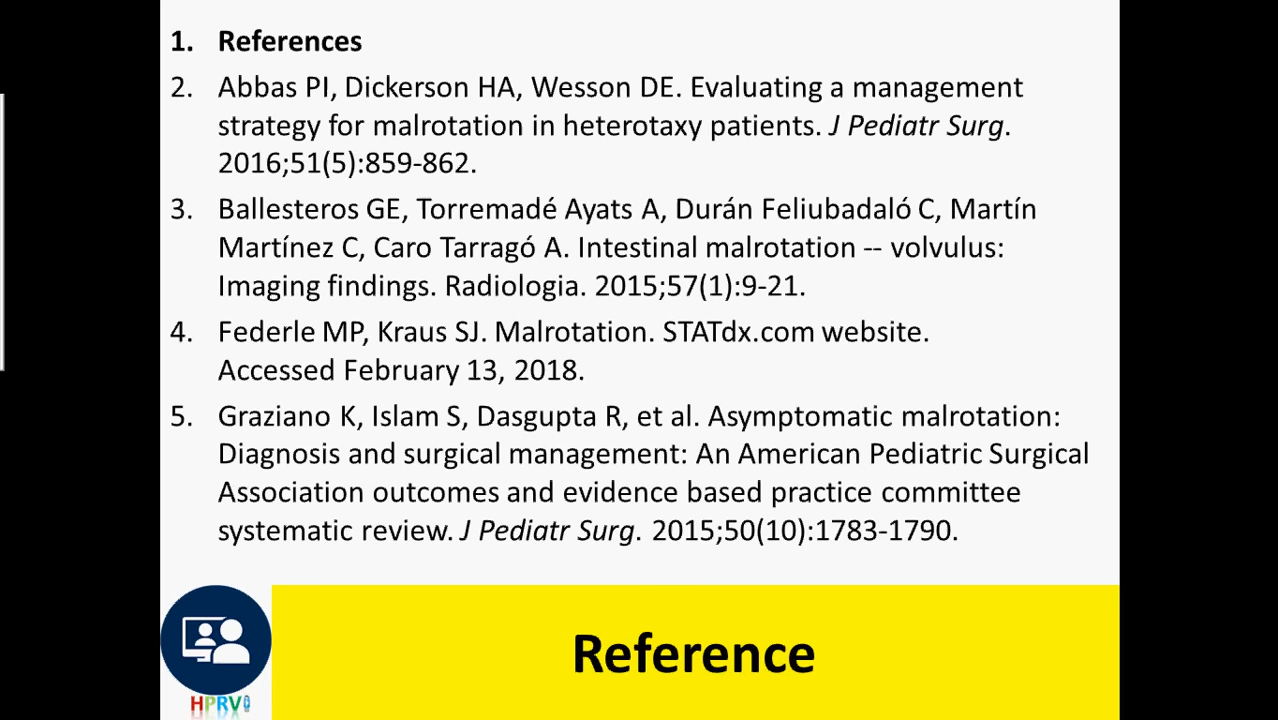 1. References
2. Abbas PI, Dickerson HA, Wesson DE. Evaluating a management
strategy for malrotation in heterotaxy patients. J Pediatr Surg.
2016;51(5):859-862.
3. Ballesteros GE, Torremadé Ayats A, Durán Feliubadaló C, Martín
Martínez C, Caro Tarragó A. Intestinal malrotation -- volvulus:
Imaging findings. Radiologia. 2015;57(1):9-21.
4. Federle MP, Kraus SJ. Malrotation. STATdx.com website.
Accessed February 13, 2018.
5. Graziano K, Islam S, Dasgupta R, et al. Asymptomatic malrotation:
Diagnosis and surgical management: An American Pediatric Surgical
Association outcomes and evidence based practice committee
systematic review. J Pediatr Surg. 2015;50(10):1783-1790.
Reference
HPRV